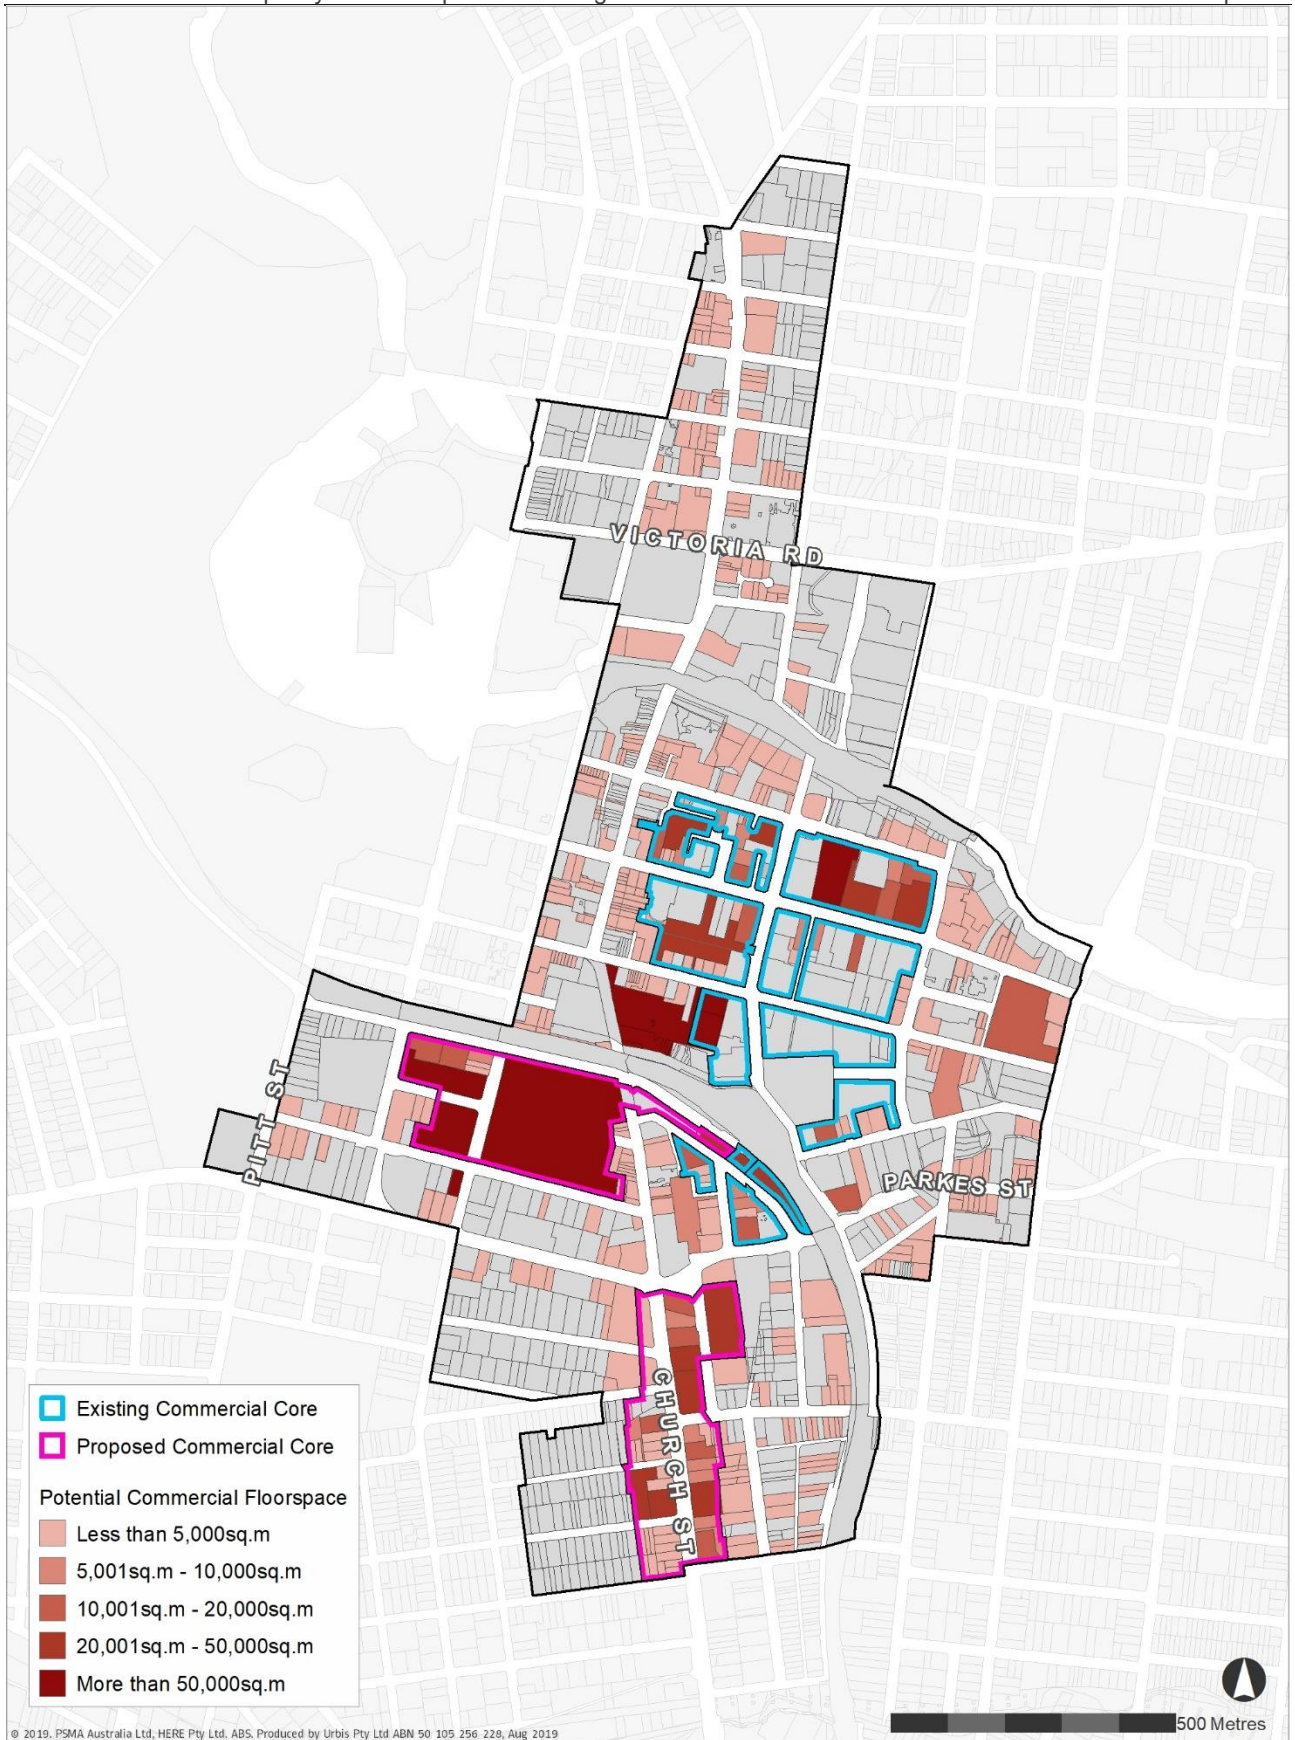 VICTORIA RD
PITT ST
PARKES ST
CHURCH ST
Existing Commercial Core
Proposed Commercial Core
Potential Commercial Floorspace
Less than 5,000sq.m
5,001sq.m - 10,000sq.m
10,001sq.m - 20,000sq.m
20,001sq.m - 50,000sq.m
More than 50,000sq.m
500 Metres
© 2019. PSMA Australia Ltd, HERE Pty Ltd. ABS. Produced by Urbis Pty Ltd ABN 50 105 256 228, Aug 2019